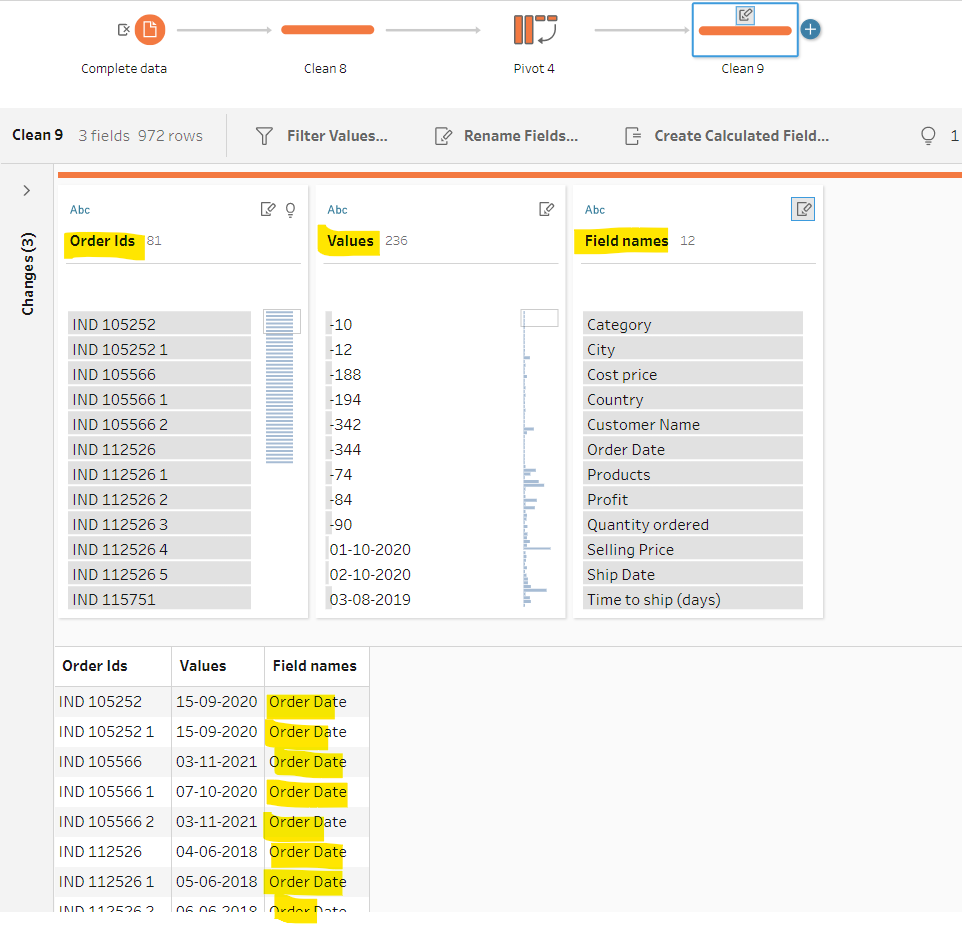 Complete data
Clean 8
Pivot 4
Clean 9
Clean 9 3 fields 972 rows Filter Values... Rename Fields... Create Calculated Field... 1
Changes (3)
Abc
Order Ids 81
IND 105252
IND 105252 1
IND 105566
IND 105566 1
IND 105566 2
IND 112526
IND 112526 1
IND 112526 2
IND 112526 3
IND 112526 4
IND 112526 5
IND 115751
Abc
Values 236
-10
-12
-188
-194
-342
-344
-74
-84
-90
01-10-2020
02-10-2020
03-08-2019
Abc
Field names 12
Category
City
Cost price
Country
Customer Name
Order Date
Products
Profit
Quantity ordered
Selling Price
Ship Date
Time to ship (days)
Order Ids Values Field names
IND 105252 15-09-2020 Order Date
IND 105252 1 15-09-2020 Order Date
IND 105566 03-11-2021 Order Date
IND 105566 1 07-10-2020 Order Date
IND 105566 2 03-11-2021 Order Date
IND 112526 04-06-2018 Order Date
IND 112526 1 05-06-2018 Order Date
IND 112526 2 06-06-2018 Order Date